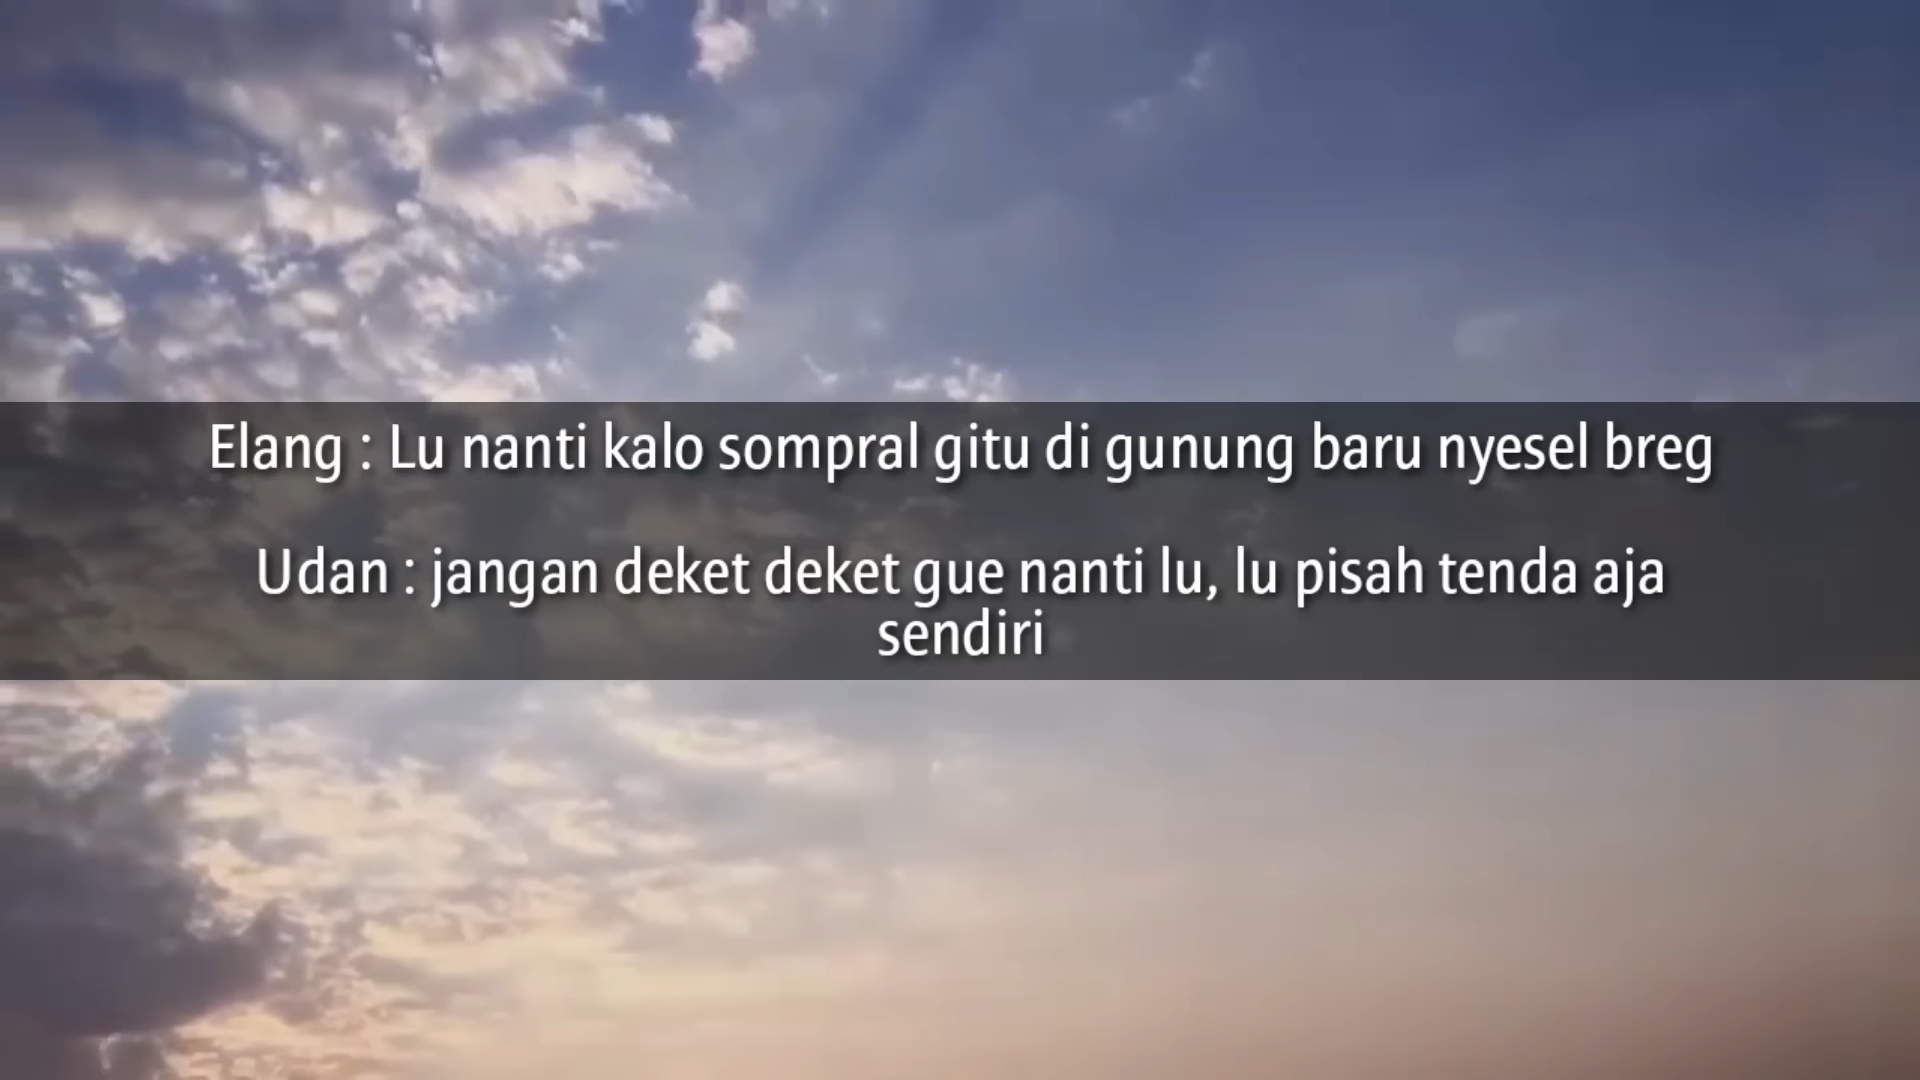 Elang : Lu nanti kalo sompral gitu di gunung baru nyesel breg
Udan : jangan deket deket gue nanti lu, lu pisah tenda aja
sendiri